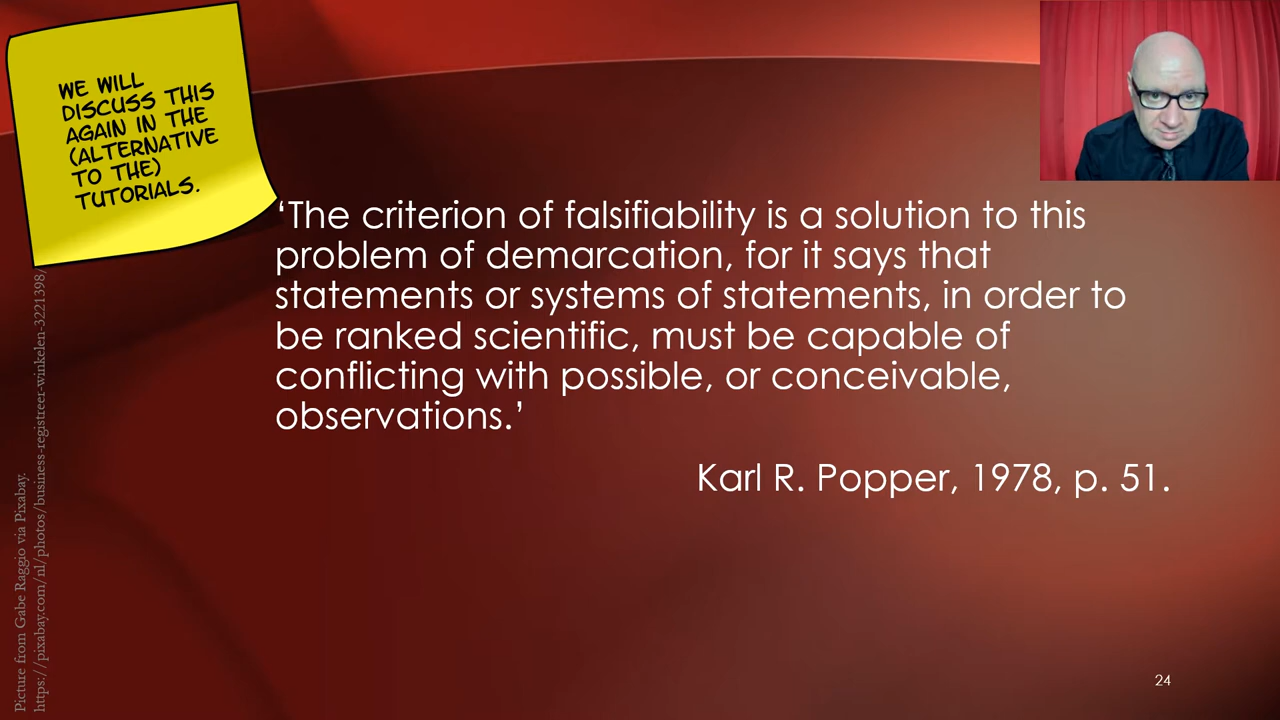 WE WILL
DISCUSS THIS
AGAIN IN THE
(ALTERNATIVE
TO THE)
TUTORIALS.
‘The criterion of falsifiability is a solution to this
problem of demarcation, for it says that
statements or systems of statements, in order to
be ranked scientific, must be capable of
conflicting with possible, or conceivable,
observations.’
Karl R. Popper, 1978, p. 51.
Picture from Gabe Raggio via Pixabay.
https://pixabay.com/nl/photos/business-registreer-winkelen-3221398/
24